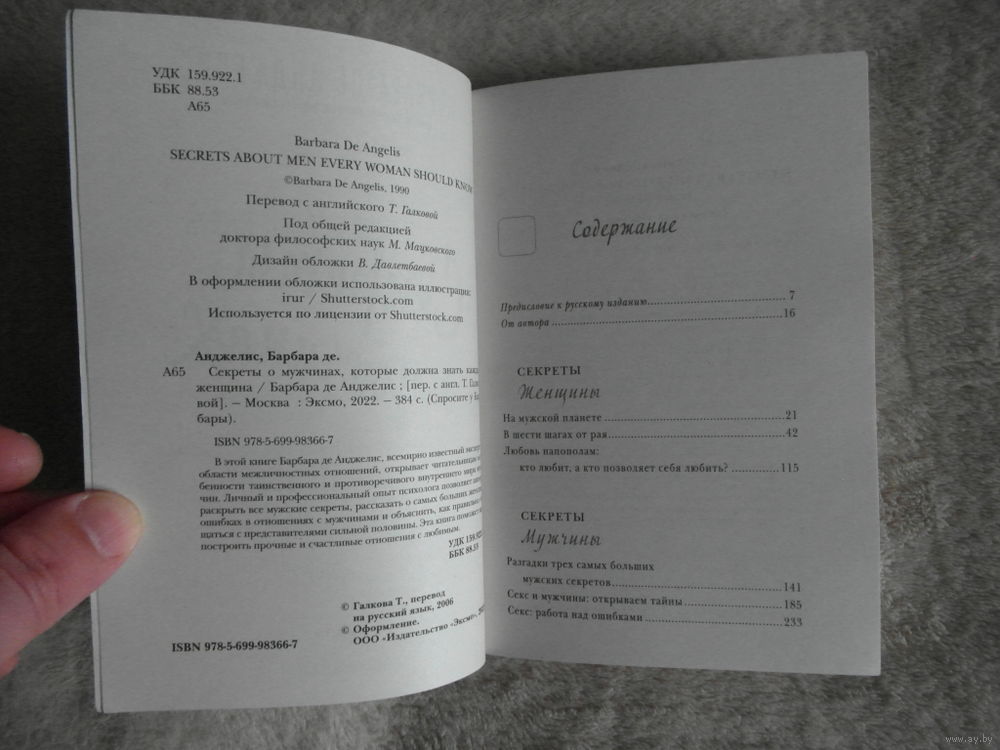 УДК 159.922.1
ББК 88.53
А65
Barbara De Angelis
SECRETS ABOUT MEN EVERY WOMAN SHOULD KNOW
©Barbara De Angelis, 1990
Перевод с английского Т. Галковой
Под общей редакцией
доктора философских наук М. Мацковского
Дизайн обложки В. Давлетбаевой
В оформлении обложки использована иллюстрация:
irur / Shutterstock.com
Используется по лицензии от Shutterstock.com
Анджелис, Барбара де.
А65 Секреты о мужчинах, которые должна знать
женщина / Барбара де Анджелис ; [пер. с англ. Т.
вой]. – Москва : Эксмо, 2022. – 384 с. (Спросите у
бары).
ISBN 978-5-699-98366-7
В этой книге Барбара де Анджелис, всемирно известный
области межличностных отношений, открывает
бенности таинственного и противоречивого внутреннего мира
чин. Личный и профессиональный опыт психолога позволяет
раскрыть все мужские секреты, рассказать о самых больших
ошибках в отношениях с мужчинами и объяснить, как
щаться с представителями сильной половины. Эта книга
построить прочные и счастливые отношения с любимым.
УДК 159.922
ББК 88.53
© Галкова Т., перевод
на русский язык, 2006
© Оформление.
ООО «Издательство «Эксмо»,
ISBN 978-5-699-98366-7
Содержание
Предисловие к русскому изданию 7
От автора 16
СЕКРЕТЫ
Женщины
На мужской планете 21
В шести шагах от рая 42
Любовь напополам:
кто любит, а кто позволяет себя любить? 115
СЕКРЕТЫ
Мужчины
Разгадки трех самых больших
мужских секретов 141
Секс и мужчины: открываем тайны 185
Секс: работа над ошибками 233
www.ay.by